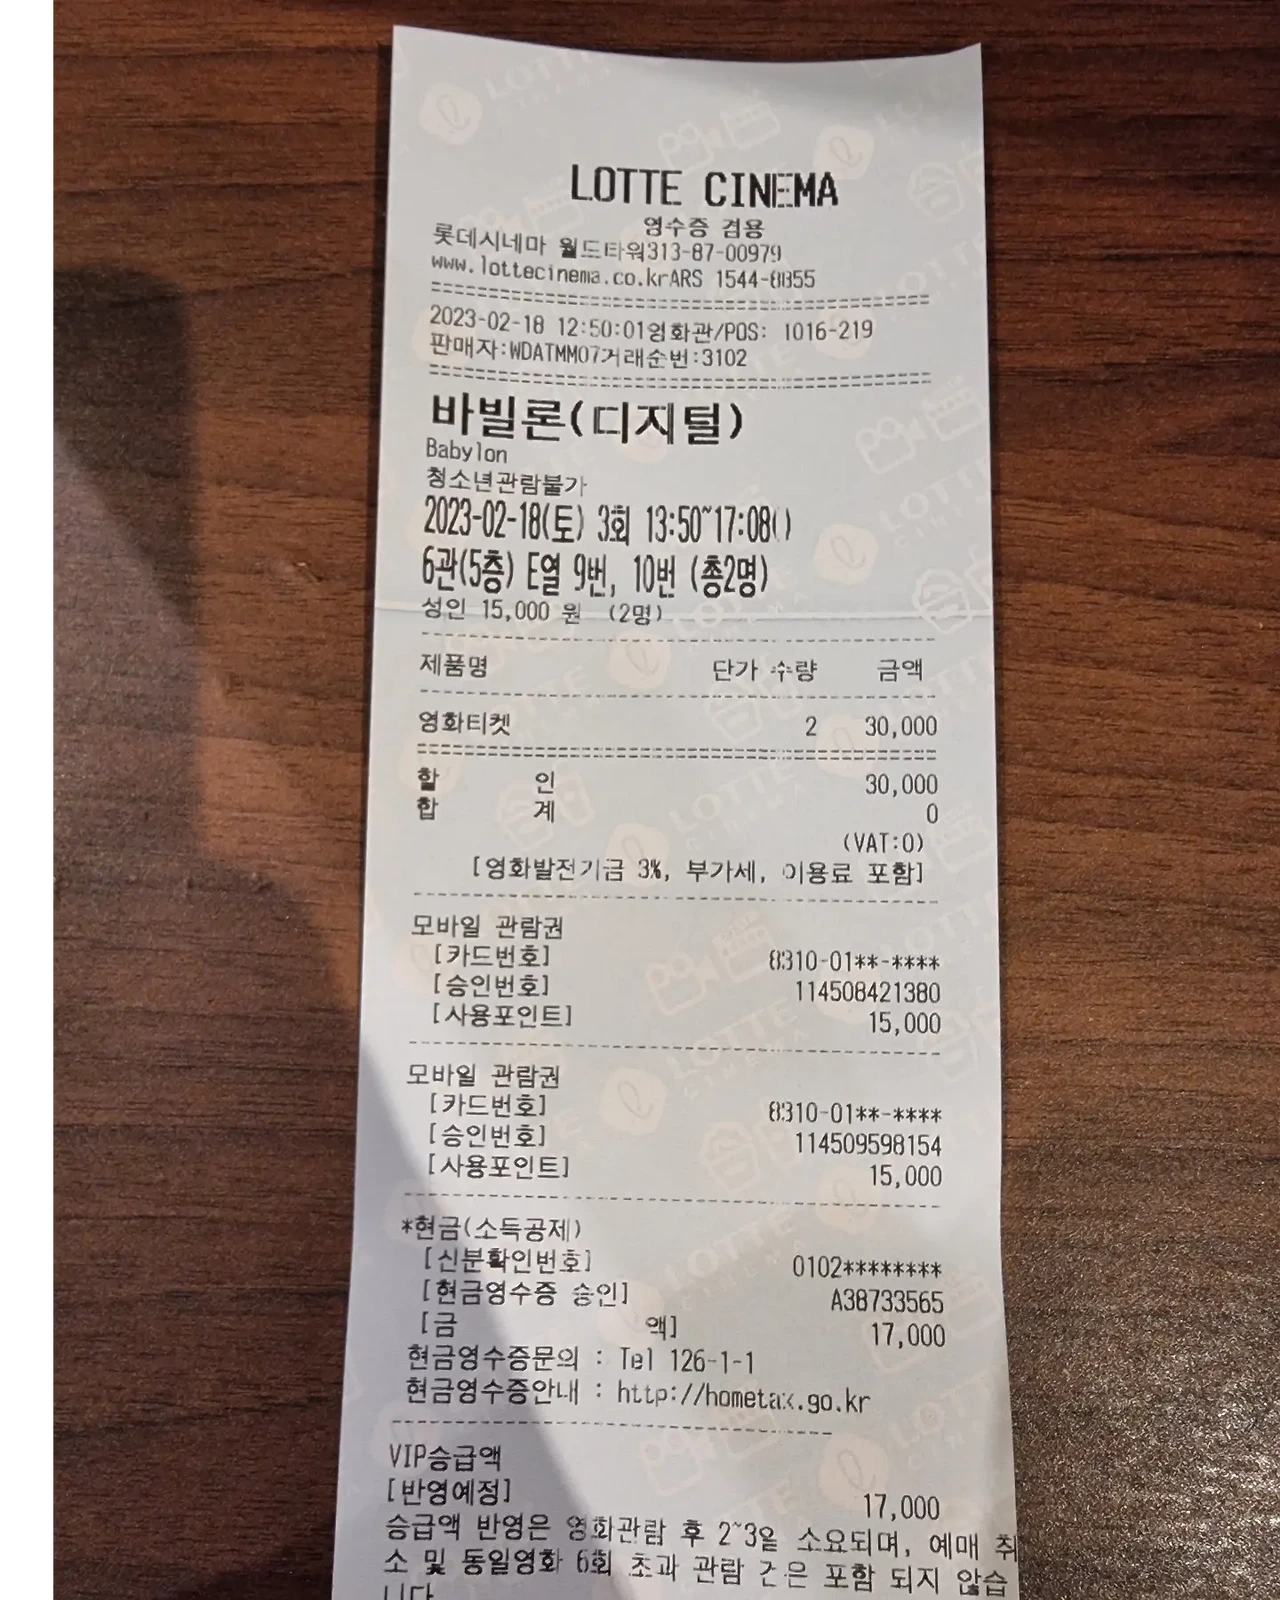 LOTTE CINEMA
영수증 겸용
롯데시네마 월드타워313-87-00979
www.lottecinema.co.krARS 1544-8855
2023-02-18 12:50:01영화관/POS: 1016-219
판매자:WDATMM07거래순번:3102
바빌론(디지털)
Babylon
청소년관람불가
2023-02-18(토) 3회 13:50~17:08()
6관(5층) E열 9번, 10번 (총2명)
성인 15,000 원 (2명)
제품명 단가 수량 금액
영화티켓 2 30,000
할 인 30,000
합 계 0
(VAT:0)
[영화발전기금 3%, 부가세, 이용료 포함]
모바일 관람권
[카드번호] 8310-01**-****
[승인번호] 114508421380
[사용포인트] 15,000
모바일 관람권
[카드번호] 8310-01**-****
[승인번호] 114509598154
[사용포인트] 15,000
*현금(소득공제)
[신분확인번호] 0102********
[현금영수증 승인] A38733565
[금 액] 17,000
현금영수증문의 : Tel 126-1-1
현금영수증안내 : http://hometax.go.kr
VIP승급액
[반영예정] 17,000
승급액 반영은 영화관람 후 2~3일 소요되며, 예매 취
소 및 동일영화 6회 초과 관람 건은 포함 되지 않습
니다